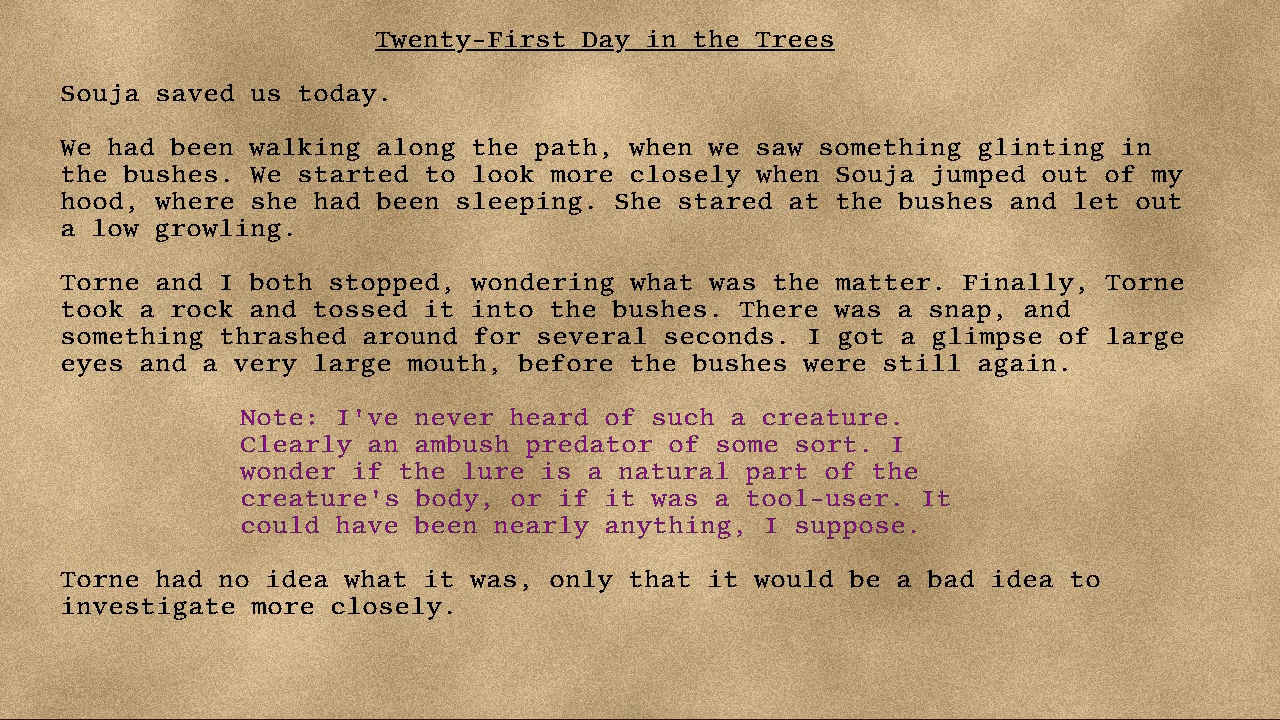 Twenty-First Day in the Trees
Souja saved us today.
We had been walking along the path, when we saw something glinting in
the bushes. We started to look more closely when Souja jumped out of my
hood, where she had been sleeping. She stared at the bushes and let out
a low growling.
Torne and I both stopped, wondering what was the matter. Finally, Torne
took a rock and tossed it into the bushes. There was a snap, and
something thrashed around for several seconds. I got a glimpse of large
eyes and a very large mouth, before the bushes were still again.
Note: I've never heard of such a creature.
Clearly an ambush predator of some sort. I
wonder if the lure is a natural part of the
creature's body, or if it was a tool-user. It
could have been nearly anything, I suppose.
Torne had no idea what it was, only that it would be a bad idea to
investigate more closely.